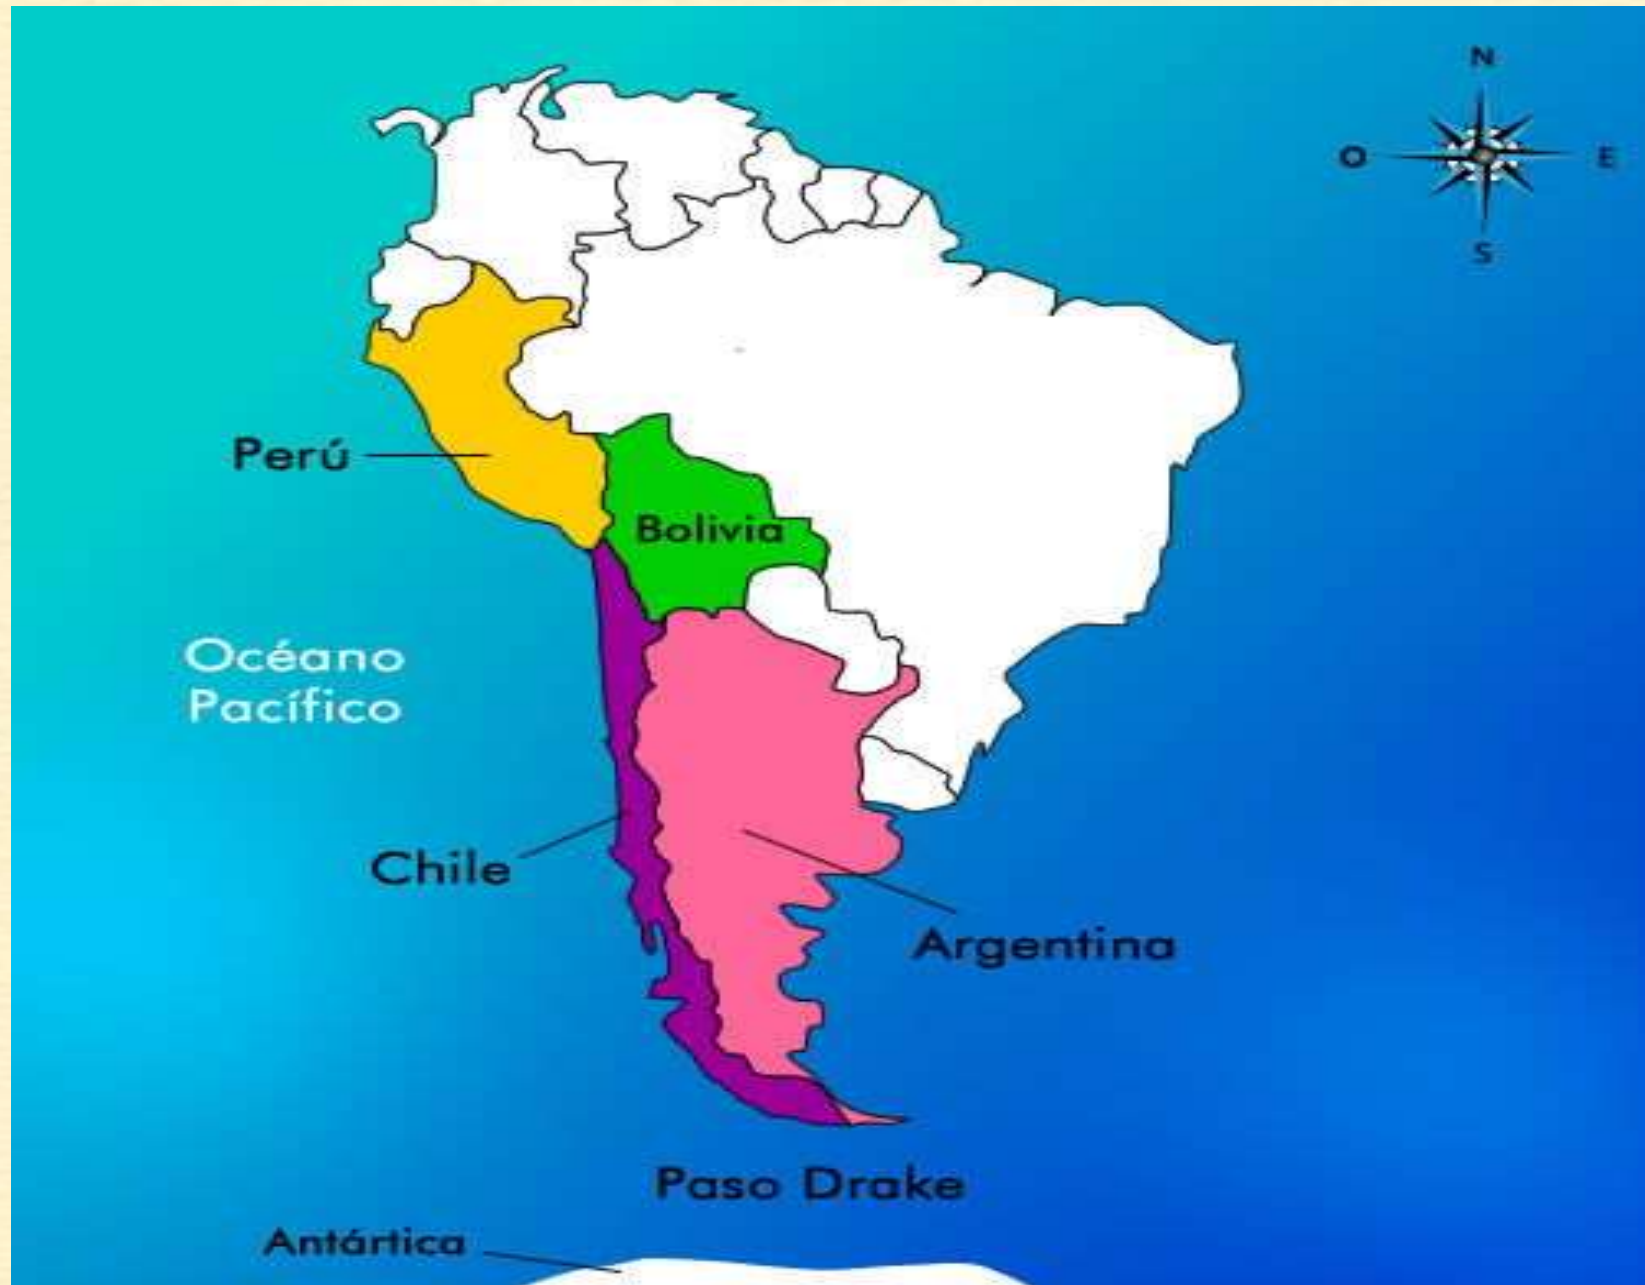 N
O E
S
Perú
Bolivia
Océano
Pacífico
Chile
Argentina
Paso Drake
Antártica